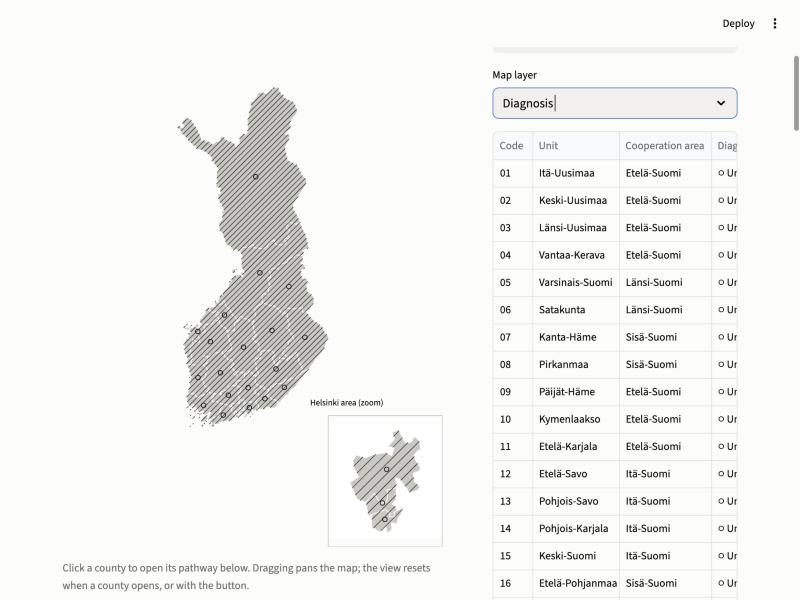 Deploy
Map layer
Diagnosis
Code Unit Cooperation area
01 Itä-Uusimaa Etelä-Suomi
02 Keski-Uusimaa Etelä-Suomi
03 Länsi-Uusimaa Etelä-Suomi
04 Vantaa-Kerava Etelä-Suomi
05 Varsinais-Suomi Länsi-Suomi
06 Satakunta Länsi-Suomi
07 Kanta-Häme Sisä-Suomi
08 Pirkanmaa Sisä-Suomi
09 Päijät-Häme Etelä-Suomi
10 Kymenlaakso Etelä-Suomi
11 Etelä-Karjala Etelä-Suomi
12 Etelä-Savo Itä-Suomi
13 Pohjois-Savo Itä-Suomi
14 Pohjois-Karjala Itä-Suomi
15 Keski-Suomi Itä-Suomi
16 Etelä-Pohjanmaa Sisä-Suomi
Helsinki area (zoom)
Click a county to open its pathway below. Dragging pans the map; the view resets
when a county opens, or with the button.